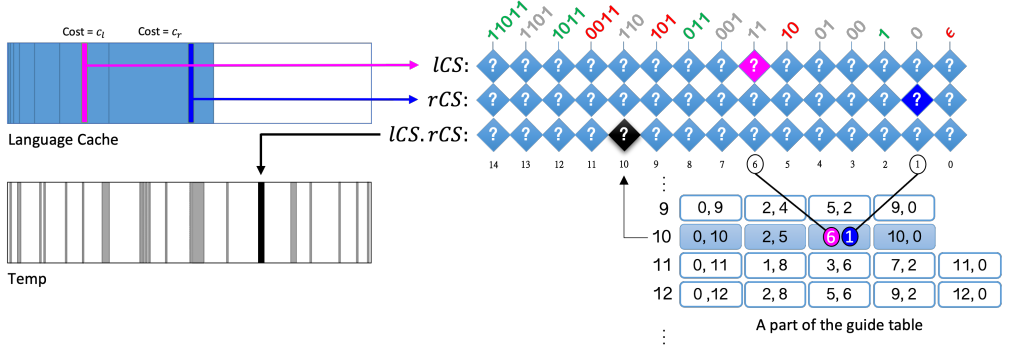 Cost = cl
Cost = cr
Language Cache
Temp
11011 1101 1011 0011 110 101 011 001 11 10 01 00 1 0 ϵ
lCS: ? ? ? ? ? ? ? ? ? ? ? ? ? ? ?
rCS: ? ? ? ? ? ? ? ? ? ? ? ? ? ? ?
lCS.rCS: ? ? ? ? ? ? ? ? ? ? ? ? ? ? ?
14 13 12 11 10 9 8 7 6 5 4 3 2 1 0
⋮
9 0, 9 2, 4 5, 2 9, 0
10 0, 10 2, 5 6 1 10, 0
11 0, 11 1, 8 3, 6 7, 2 11, 0
12 0, 12 2, 8 5, 6 9, 2 12, 0
⋮
A part of the guide table